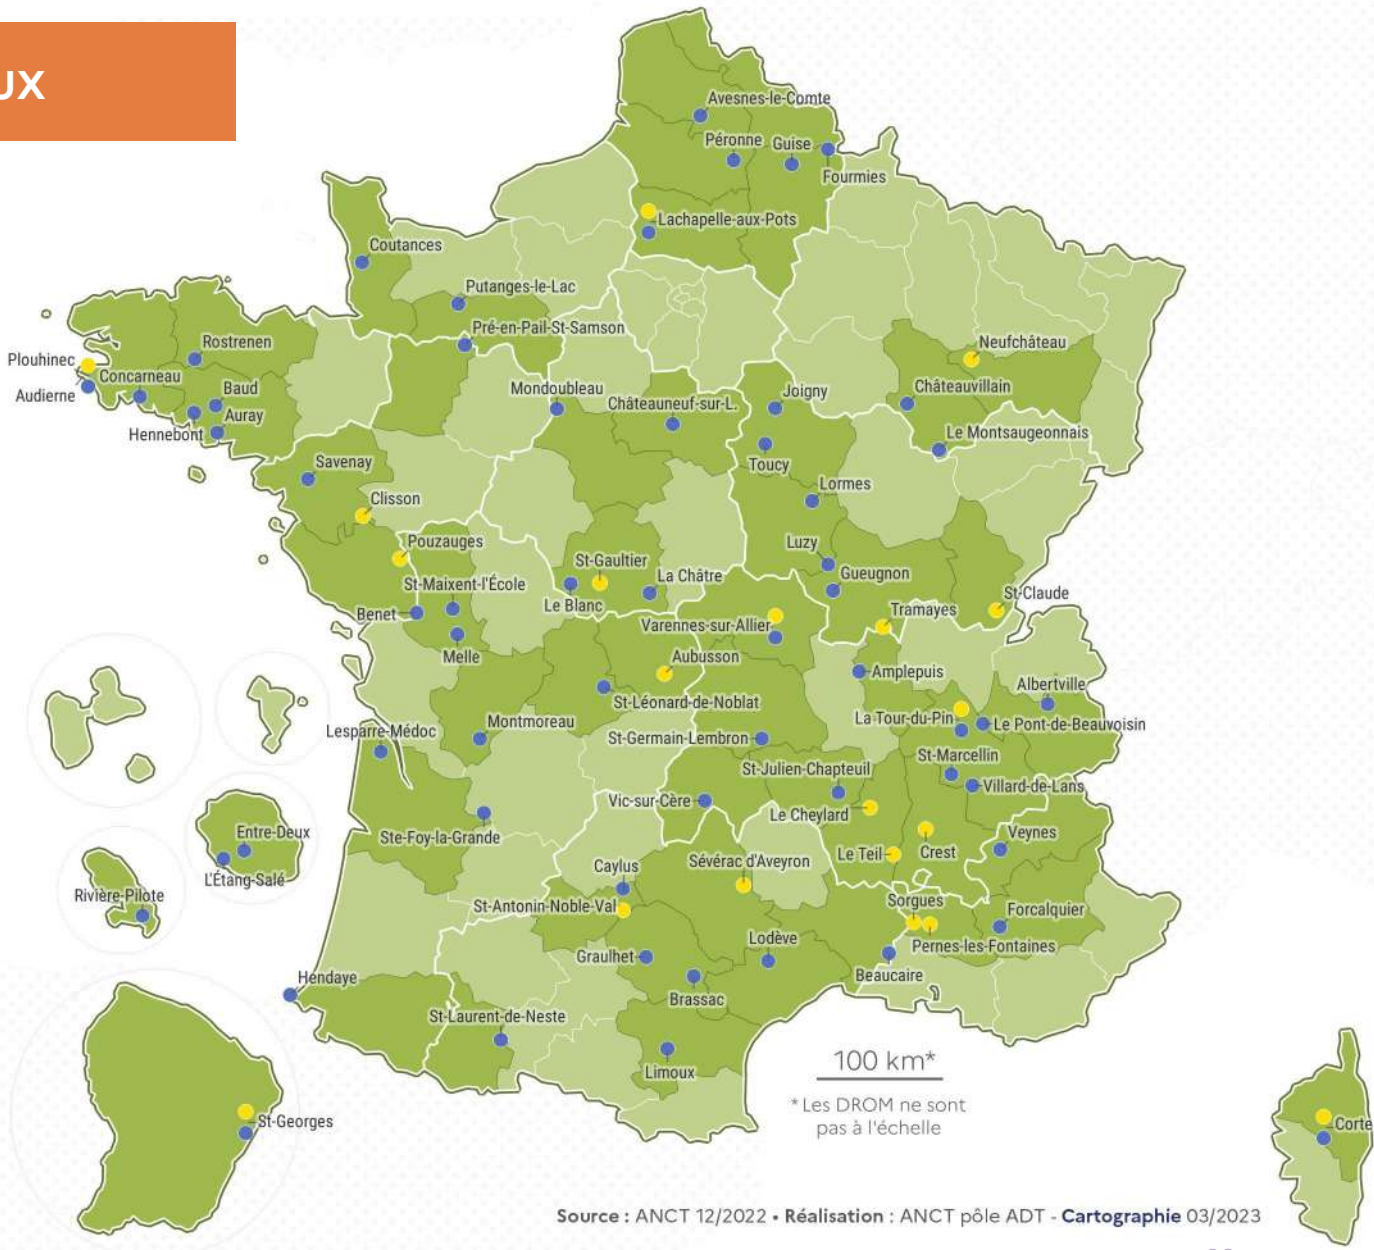 UX
Avesnes-le-Comte
Péronne
Guise
Fourmies
Lachapelle-aux-Pots
Coutances
Putanges-le-Lac
Pré-en-Pail-St-Samson
Rostrenen
Plouhinec
Concarneau
Audierne
Baud
Auray
Hennebont
Neufchâteau
Châteauvillain
Mondoubleau
Châteauneuf-sur-L.
Joigny
Le Montsaugeonnais
Toucy
Savenay
Lormes
Clisson
Pouzauges
Luzy
St-Gaultier
Gueugnon
St-Maixent-l'École
La Châtre
St-Claude
Le Blanc
Benet
Tramayes
Varennes-sur-Allier
Melle
Aubusson
Amplepuis
Albertville
St-Léonard-de-Noblat
La Tour-du-Pin
Le Pont-de-Beauvoisin
Lesparre-Médoc
Montmoreau
St-Germain-Lembron
St-Marcellin
St-Julien-Chapteuil
Villard-de-Lans
Vic-sur-Cère
Le Cheylard
Ste-Foy-la-Grande
Veynes
Entre-Deux
Le Teil
Crest
L'Étang-Salé
Caylus
Sévérac d'Aveyron
Rivière-Pilote
St-Antonin-Noble-Val
Sorgues
Forcalquier
Pernes-les-Fontaines
Graulhet
Lodève
Beaucaire
Hendaye
Brassac
St-Laurent-de-Neste
Limoux
100 km*
*Les DROM ne sont
pas à l'échelle
St-Georges
Corte
Source : ANCT 12/2022 • Réalisation : ANCT pôle ADT - Cartographie 03/2023